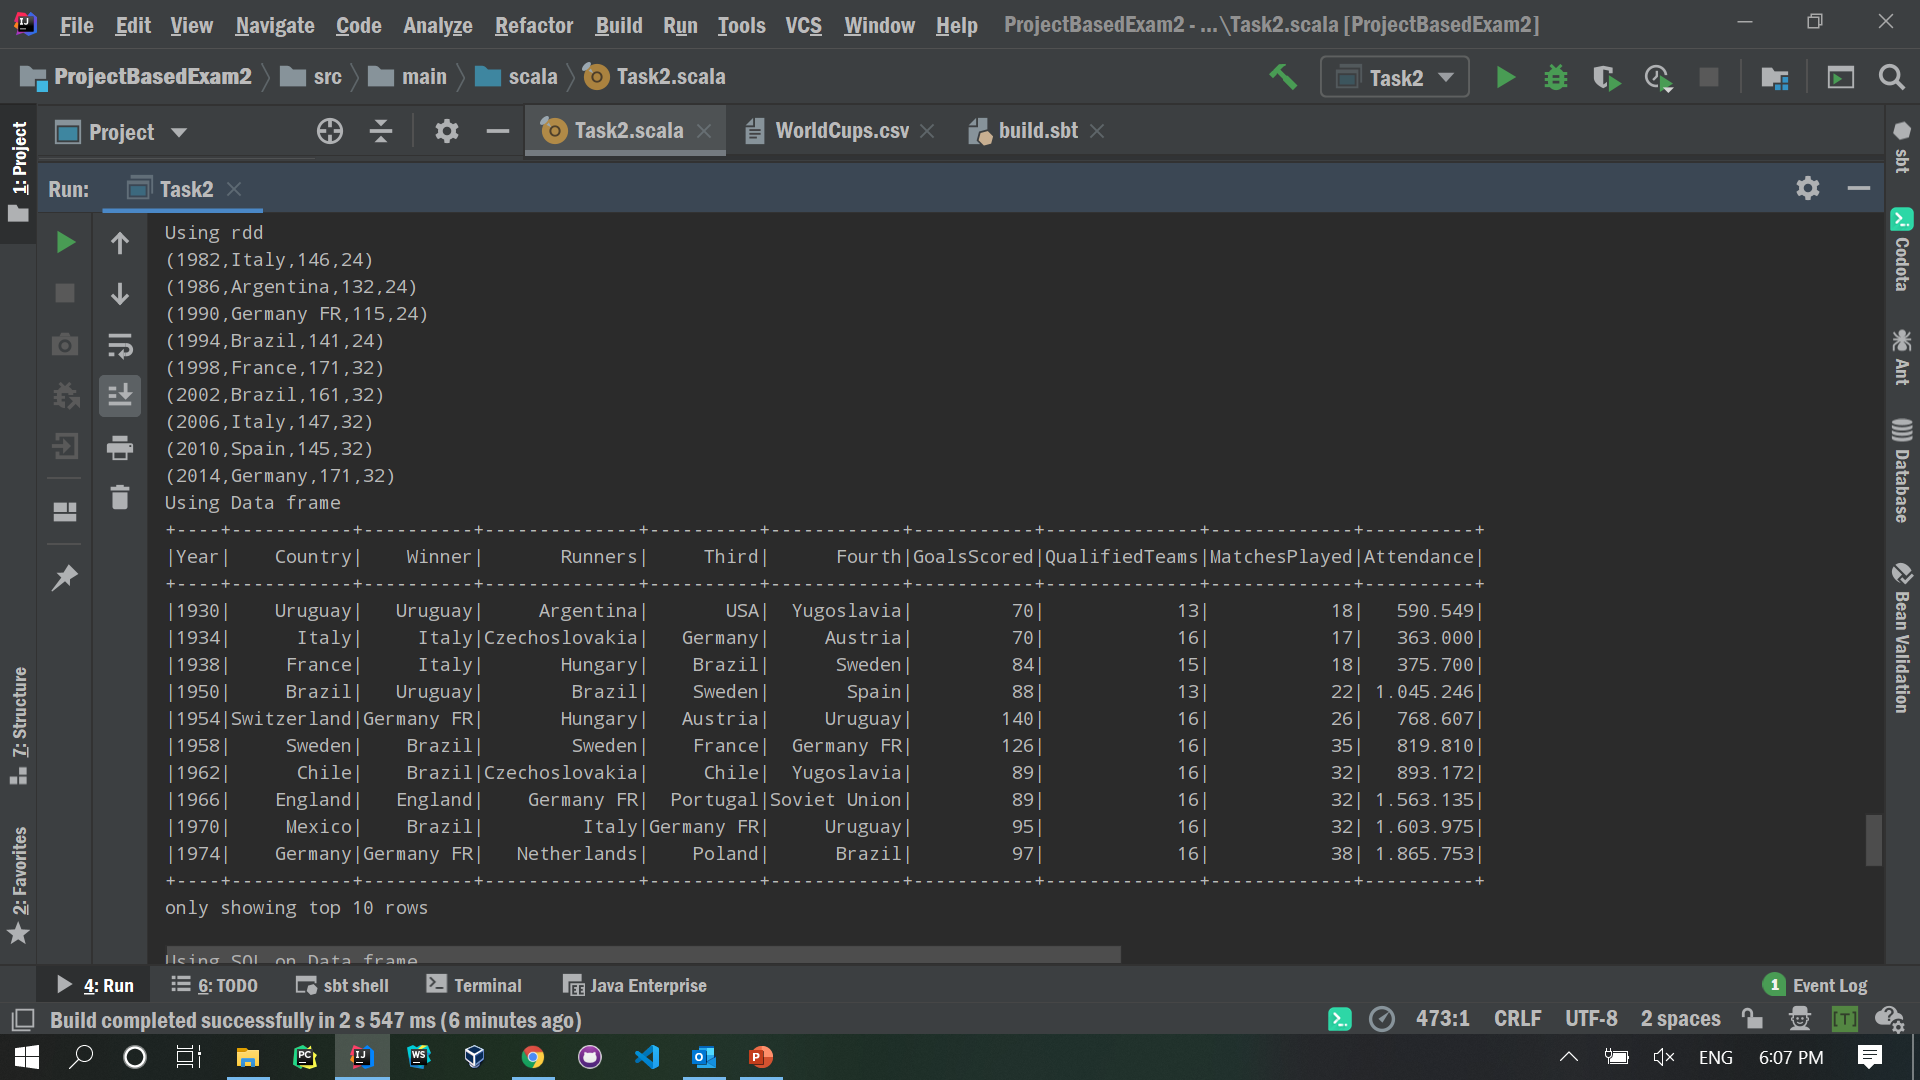 File Edit View Navigate Code Analyze Refactor Build Run Tools VCS Window Help ProjectBasedExam2 - ...\Task2.scala [ProjectBasedExam2]
ProjectBasedExam2 src main scala Task2.scala Task2
Project Task2.scala WorldCups.csv build.sbt
Run: Task2
1: Project
7: Structure
2: Favorites
Using rdd
(1982,Italy,146,24)
(1986,Argentina,132,24)
(1990,Germany FR,115,24)
(1994,Brazil,141,24)
(1998,France,171,32)
(2002,Brazil,161,32)
(2006,Italy,147,32)
(2010,Spain,145,32)
(2014,Germany,171,32)
Using Data frame
+----+-----------+----------+--------------+----------+------------+-----------+--------------+-------------+----------+
|Year|    Country|    Winner|       Runners|     Third|      Fourth|GoalsScored|QualifiedTeams|MatchesPlayed|Attendance|
+----+-----------+----------+--------------+----------+------------+-----------+--------------+-------------+----------+
|1930|    Uruguay|   Uruguay|     Argentina|       USA|  Yugoslavia|         70|            13|           18|   590.549|
|1934|      Italy|     Italy|Czechoslovakia|   Germany|     Austria|         70|            16|           17|   363.000|
|1938|     France|     Italy|       Hungary|    Brazil|      Sweden|         84|            15|           18|   375.700|
|1950|     Brazil|   Uruguay|        Brazil|    Sweden|       Spain|         88|            13|           22| 1.045.246|
|1954|Switzerland|Germany FR|       Hungary|   Austria|     Uruguay|        140|            16|           26|   768.607|
|1958|     Sweden|    Brazil|        Sweden|    France|  Germany FR|        126|            16|           35|   819.810|
|1962|      Chile|    Brazil|Czechoslovakia|     Chile|  Yugoslavia|         89|            16|           32|   893.172|
|1966|    England|   England|    Germany FR|  Portugal|Soviet Union|         89|            16|           32| 1.563.135|
|1970|     Mexico|    Brazil|         Italy|Germany FR|     Uruguay|         95|            16|           32| 1.603.975|
|1974|    Germany|Germany FR|   Netherlands|    Poland|      Brazil|         97|            16|           38| 1.865.753|
+----+-----------+----------+--------------+----------+------------+-----------+--------------+-------------+----------+
only showing top 10 rows
Using SQL on Data frame
sbt
Codota
Ant
Database
Bean Validation
4: Run 6: TODO sbt shell Terminal Java Enterprise 1 Event Log
Build completed successfully in 2 s 547 ms (6 minutes ago) 473:1 CRLF UTF-8 2 spaces [T]
ENG 6:07 PM